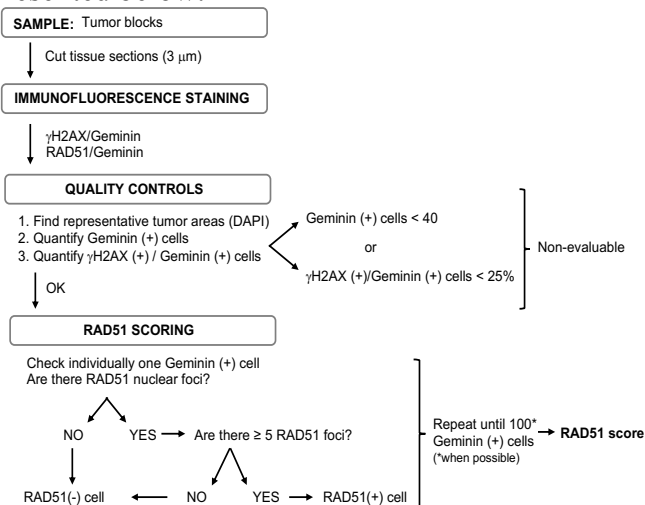 SAMPLE: Tumor blocks
Cut tissue sections (3 μm)
IMMUNOFLUORESCENCE STAINING
γH2AX/Geminin
RAD51/Geminin
QUALITY CONTROLS
1. Find representative tumor areas (DAPI)
2. Quantify Geminin (+) cells
3. Quantify γH2AX (+) / Geminin (+) cells
Geminin (+) cells < 40
or
γH2AX (+)/Geminin (+) cells < 25%
Non-evaluable
OK
RAD51 SCORING
Check individually one Geminin (+) cell
Are there RAD51 nuclear foci?
NO
YES
Are there ≥ 5 RAD51 foci?
RAD51(-) cell
NO
YES
RAD51(+) cell
Repeat until 100*
Geminin (+) cells
(*when possible)
RAD51 score